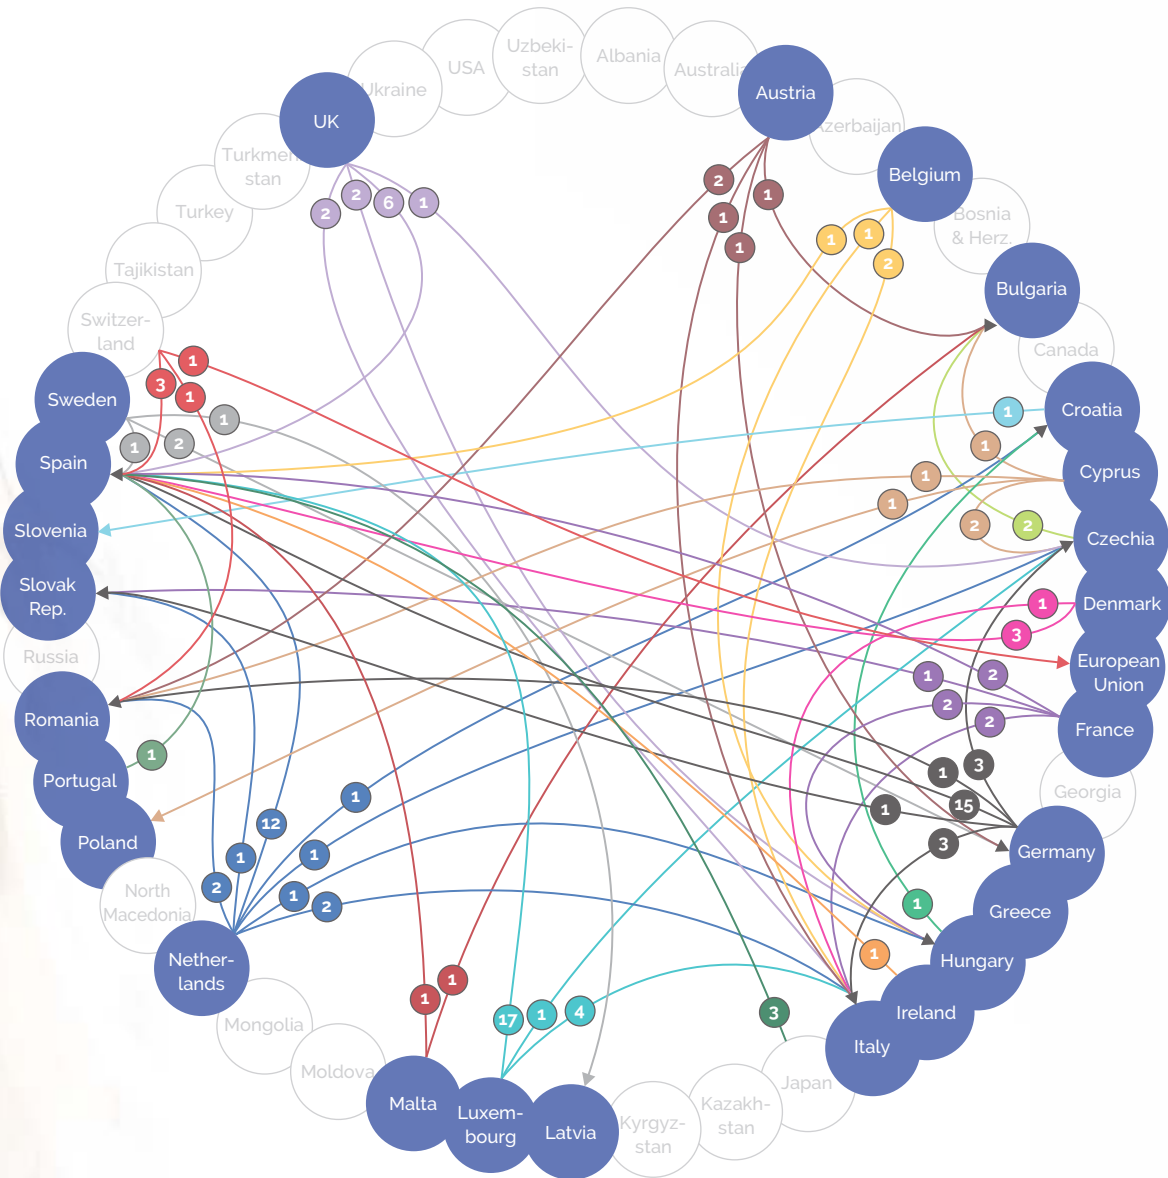 Uzbeki-
stan
Albania
USA
Australia
Ukraine
Austria
UK
Azerbaijan
Belgium
Turkmen
stan
Bosnia
& Herz.
Turkey
Tajikistan
Bulgaria
Switzer-
land
Canada
Sweden
Croatia
Spain
Cyprus
Slovenia
Czechia
Slovak
Rep.
Denmark
Russia
European
Union
Romania
France
Portugal
Georgia
Poland
Germany
North
Macedonia
Greece
Nether-
lands
Hungary
Mongolia
Ireland
Moldova
Italy
Malta
Japan
Luxem-
bourg
Kazakh-
stan
Latvia
Kyrgyz-
stan
2
2
6
1
2
1
1
1
1
1
2
1
3
1
1
2
1
1
1
1
1
2
2
1
3
1
2
2
2
1
3
1
15
1
3
1
1
12
1
1
2
1
2
1
1
1
17
1
4
1
3